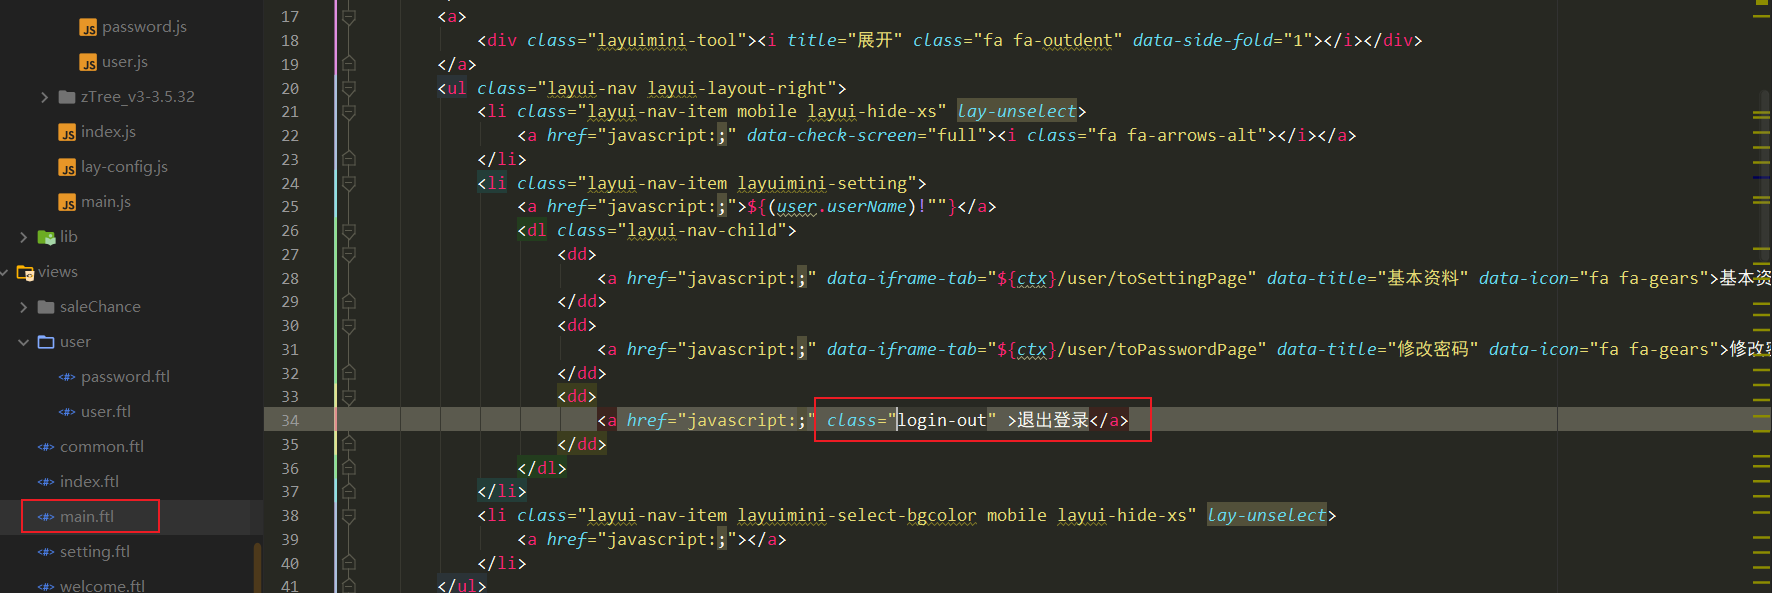 password.js
user.js
zTree_v3-3.5.32
index.js
lay-config.js
main.js
lib
views
saleChance
user
password.ftl
user.ftl
common.ftl
index.ftl
main.ftl
setting.ftl
welcome.ftl
17 <a>
18 <div class="layuimini-tool"><i title="展开" class="fa fa-outdent" data-side-fold="1"></i></div>
19 </a>
20 <ul class="layui-nav layui-layout-right">
21 <li class="layui-nav-item mobile layui-hide-xs" lay-unselect>
22 <a href="javascript:;" data-check-screen="full"><i class="fa fa-arrows-alt"></i></a>
23 </li>
24 <li class="layui-nav-item layuimini-setting">
25 <a href="javascript:;">${(user.userName)!""}</a>
26 <dl class="layui-nav-child">
27 <dd>
28 <a href="javascript:;" data-iframe-tab="${ctx}/user/toSettingPage" data-title="基本资料" data-icon="fa fa-gears">基本资
29 </dd>
30 <dd>
31 <a href="javascript:;" data-iframe-tab="${ctx}/user/toPasswordPage" data-title="修改密码" data-icon="fa fa-gears">修改密
32 </dd>
33 <dd>
34 <a href="javascript:;" class="login-out" >退出登录</a>
35 </dd>
36 </dl>
37 </li>
38 <li class="layui-nav-item layuimini-select-bgcolor mobile layui-hide-xs" lay-unselect>
39 <a href="javascript:;"></a>
40 </li>
41 </ul>